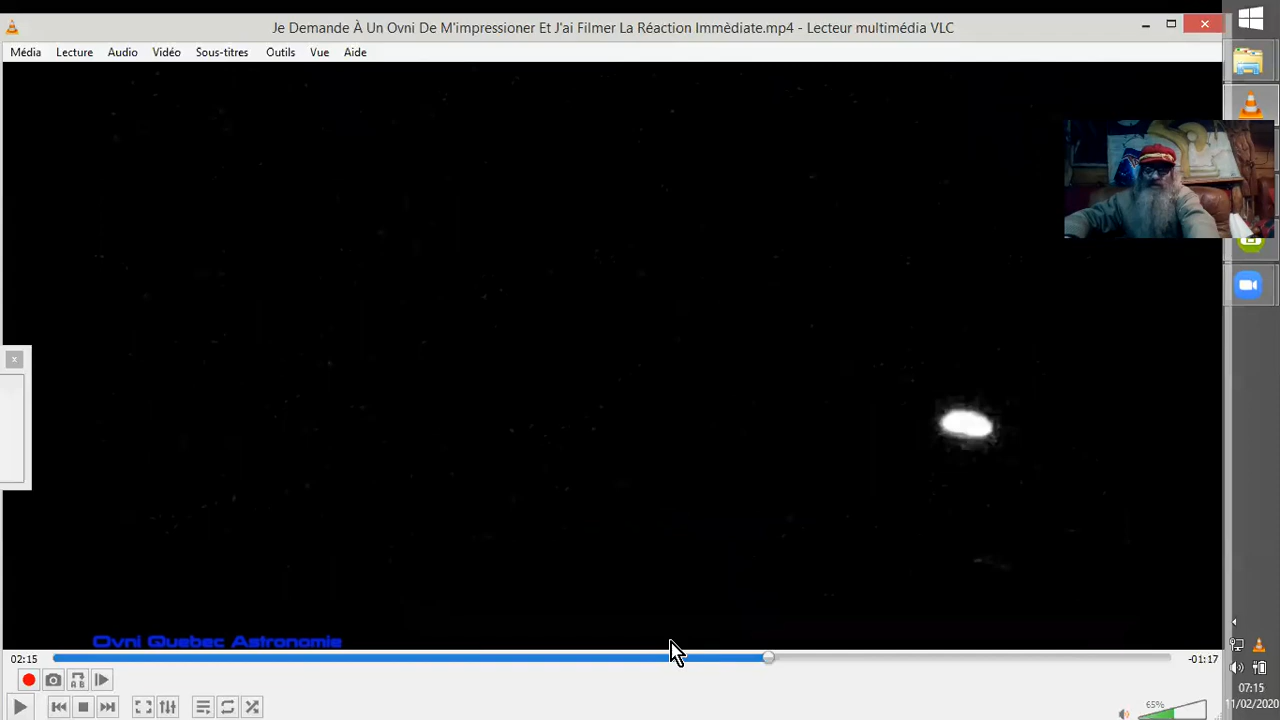 Je Demande À Un Ovni De M'impressioner Et J'ai Filmer La Réaction Immèdiate.mp4 - Lecteur multimédia VLC
Média Lecture Audio Vidéo Sous-titres Outils Vue Aide
Ovni Quebec Astronomie
02:15
-01:17
65%
07:15
11/02/2020